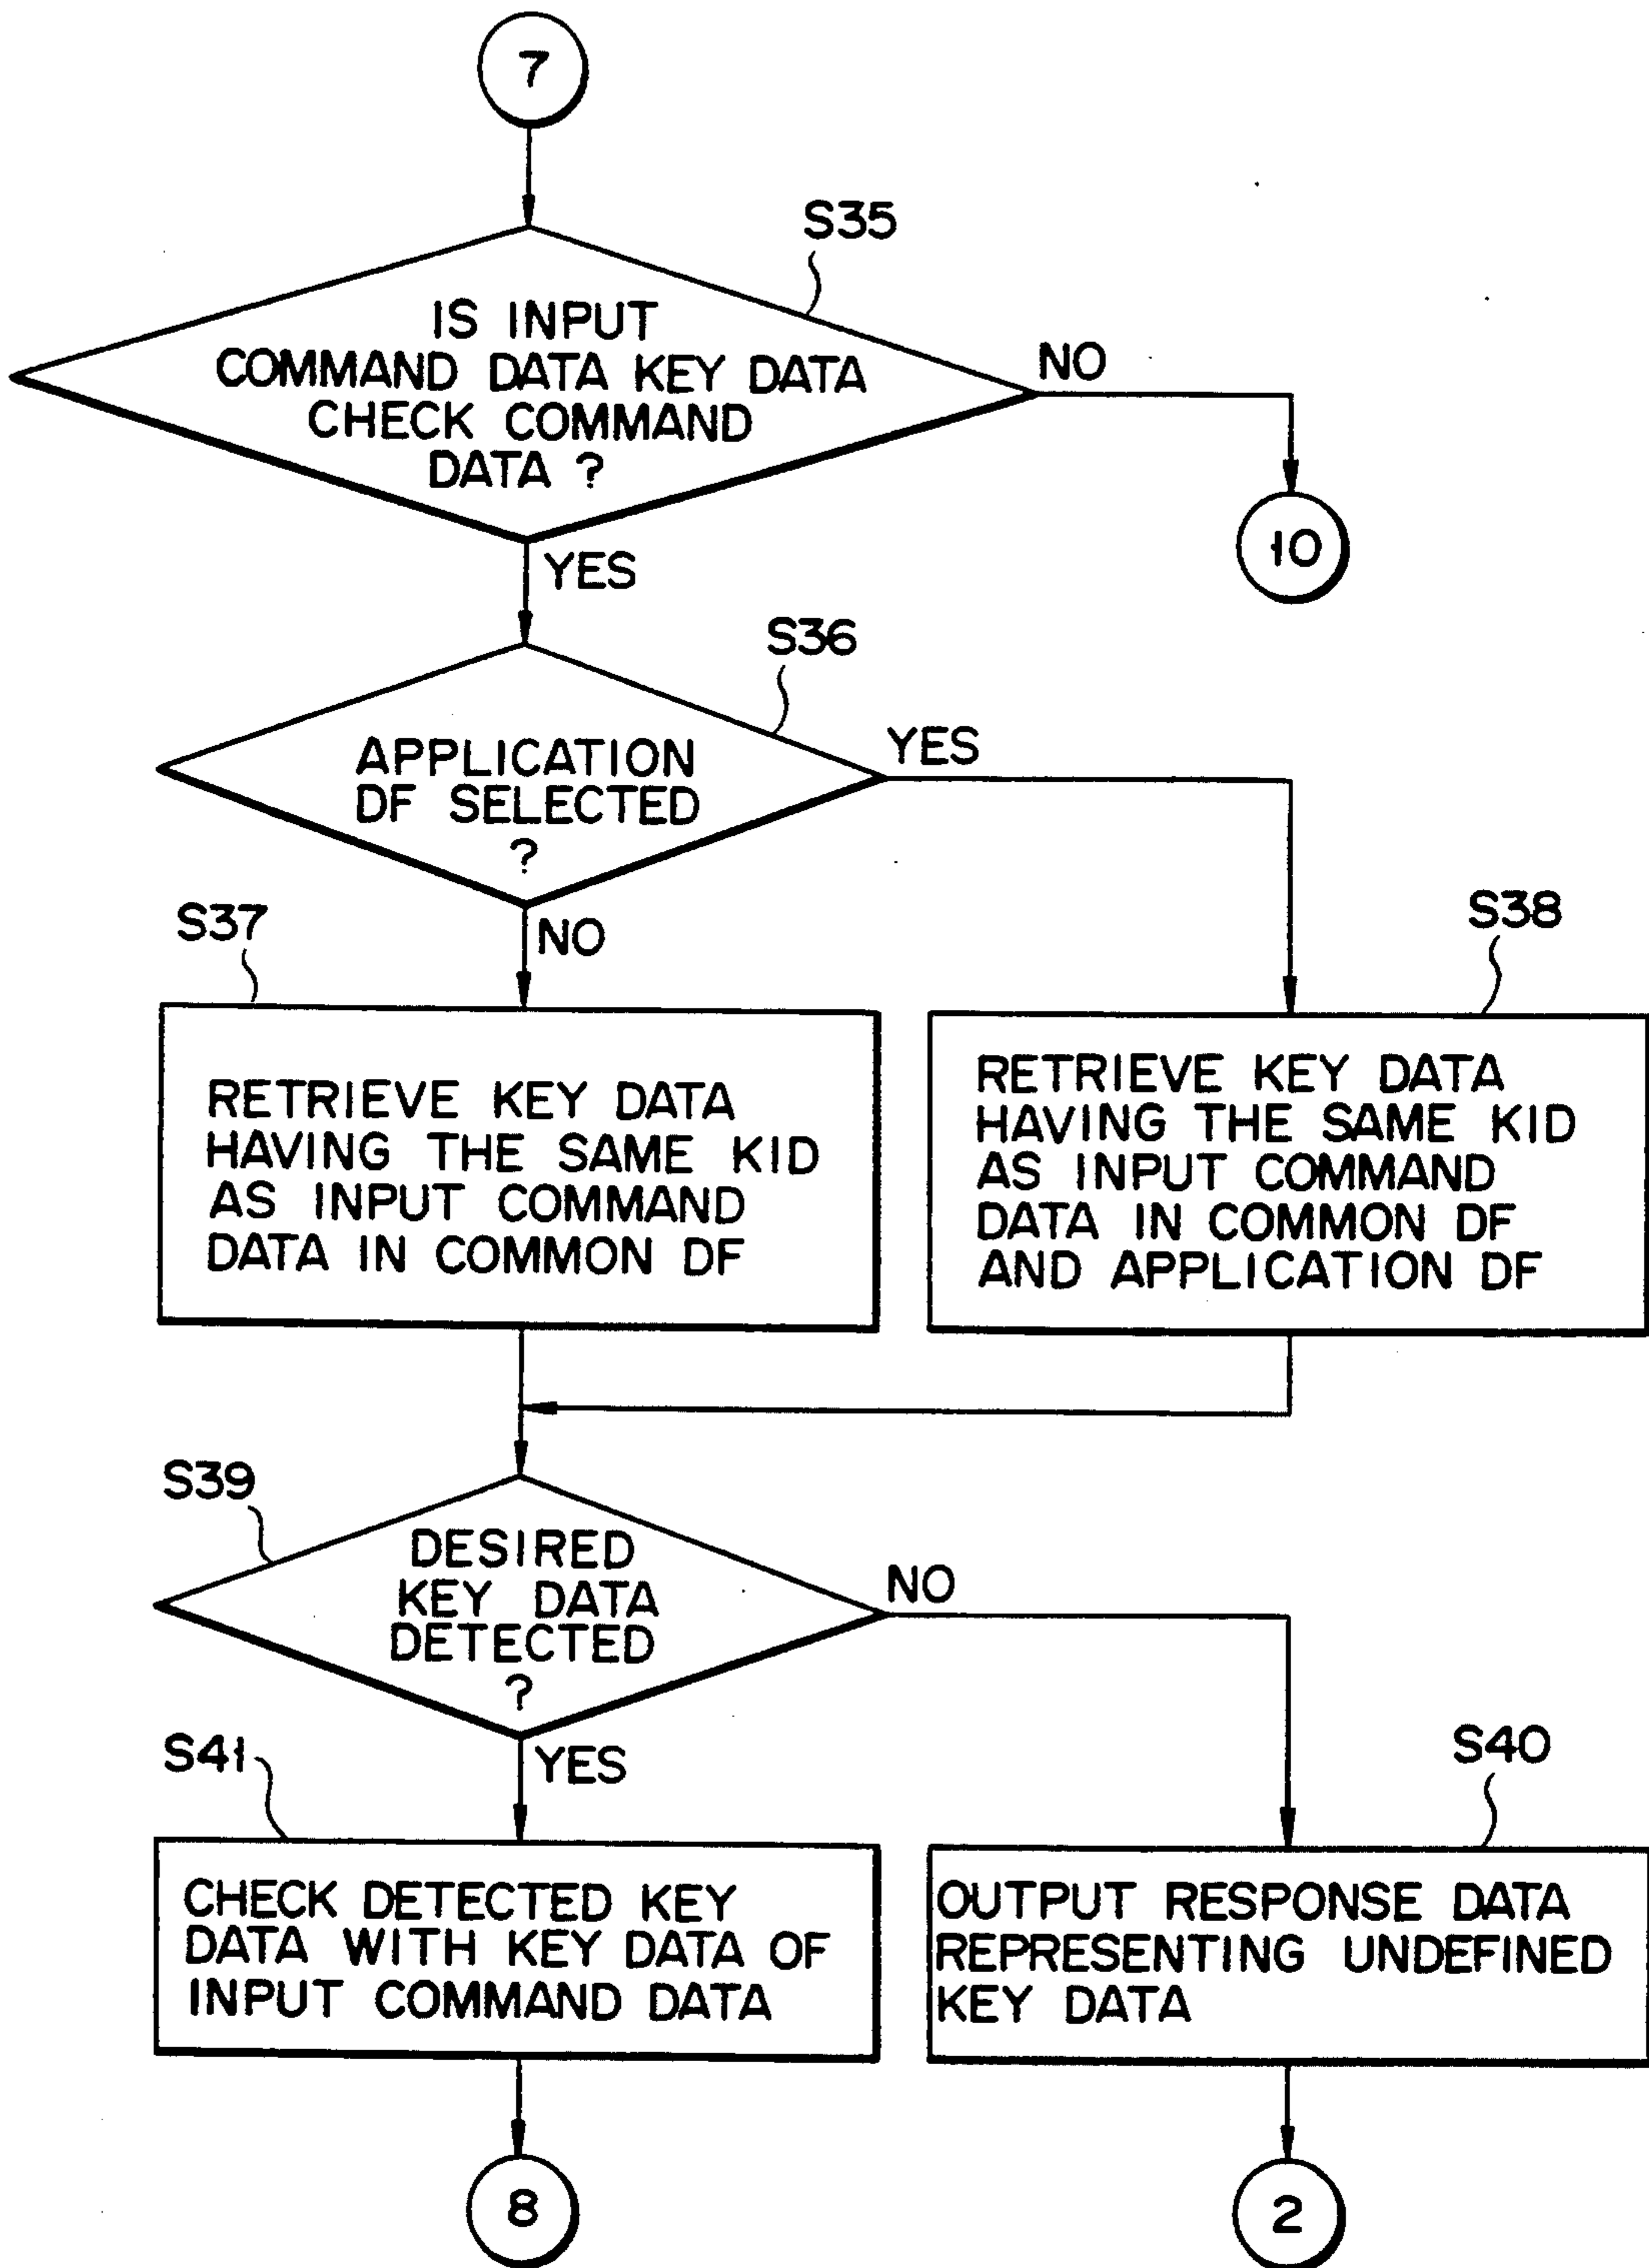 7
S35
IS INPUT
COMMAND DATA KEY DATA
CHECK COMMAND
DATA ?
NO
10
YES
S36
APPLICATION
DF SELECTED
?
YES
NO
S37
RETRIEVE KEY DATA
HAVING THE SAME KID
AS INPUT COMMAND
DATA IN COMMON DF
S38
RETRIEVE KEY DATA
HAVING THE SAME KID
AS INPUT COMMAND
DATA IN COMMON DF
AND APPLICATION DF
S39
DESIRED
KEY DATA
DETECTED
?
NO
YES
S41
CHECK DETECTED KEY
DATA WITH KEY DATA OF
INPUT COMMAND DATA
S40
OUTPUT RESPONSE DATA
REPRESENTING UNDEFINED
KEY DATA
8
2